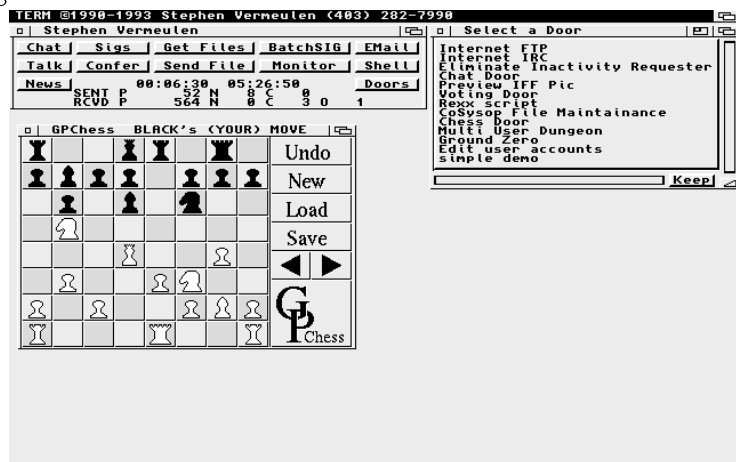 TERM ©1990-1993 Stephen Vermeulen (403) 282-7990
Stephen Vermeulen
Chat Sigs Get Files BatchSIG EMail
Talk Confer Send File Monitor Shell
News 00:06:30 05:26:50 Doors
SENT P 52 N 8 C 0
RCVD P 564 N 0 C 3 0 1
GPChess BLACK's (YOUR) MOVE
Undo
New
Load
Save
GP Chess
Select a Door
Internet FTP
Internet IRC
Eliminate Inactivity Requester
Chat Door
Preview IFF Pic
Voting Door
Rexx script
CoSysop File Maintainance
Chess Door
Multi User Dungeon
Ground Zero
Edit user accounts
simple demo
Keep